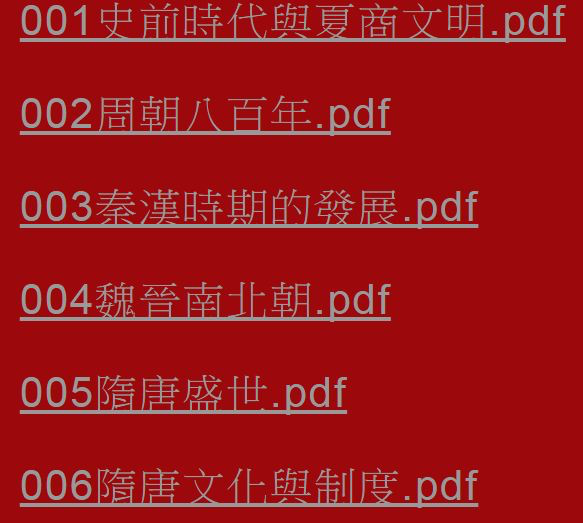 001史前時代與夏商文明.pdf
002周朝八百年.pdf
003秦漢時期的發展.pdf
004魏晉南北朝.pdf
005隋唐盛世.pdf
006隋唐文化與制度.pdf